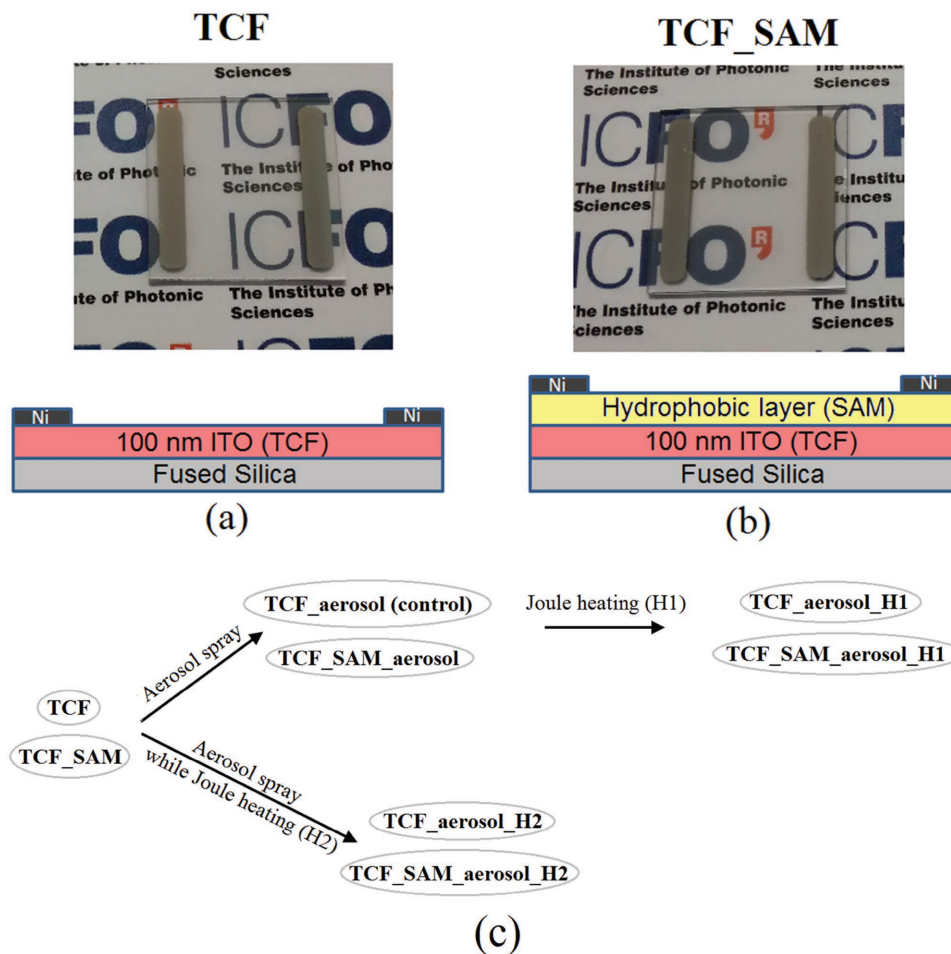 TCF
Sciences
ICFO
The Institute of Photonic
Sciences
ICFO
The Institute of Ph
Sciences
Ni
Ni
100 nm ITO (TCF)
Fused Silica
(a)
TCF_SAM
The Institute of Photonic
Sciences
ICFO
R
The Institute of Photonic
Sciences
ICFO
R
The Institute of Photonic
Sciences
Ni
Ni
Hydrophobic layer (SAM)
100 nm ITO (TCF)
Fused Silica
(b)
TCF
TCF_SAM
Aerosol spray
TCF_aerosol (control)
TCF_SAM_aerosol
Joule heating (H1)
TCF_aerosol_H1
TCF_SAM_aerosol_H1
Aerosol spray
while Joule heating (H2)
TCF_aerosol_H2
TCF_SAM_aerosol_H2
(c)